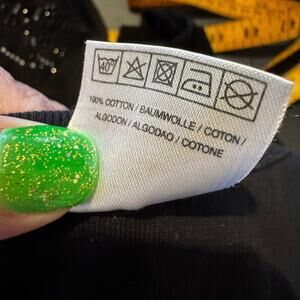 40°
100% COTTON / BAUMWOLLE / COTON /
ALGODON / ALGODAO / COTONE